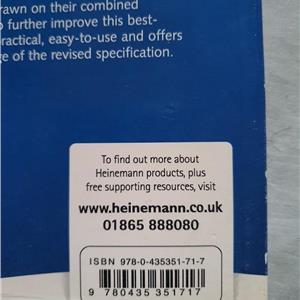 rawn on their combined
o further improve this best-
ractical, easy-to-use and offers
e of the revised specification.
To find out more about
Heinemann products, plus
free supporting resources, visit
www.heinemann.co.uk
01865 888080
ISBN 978-0-435351-71-7
9 780435 351717